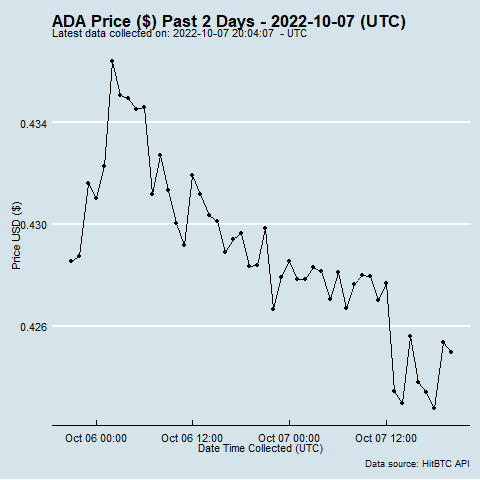 ADA Price ($) Past 2 Days - 2022-10-07 (UTC)
Latest data collected on: 2022-10-07 20:04:07 - UTC
0.434
0.430
0.426
Price USD ($)
Oct 06 00:00
Oct 06 12:00
Oct 07 00:00
Oct 07 12:00
Date Time Collected (UTC)
Data source: HitBTC API